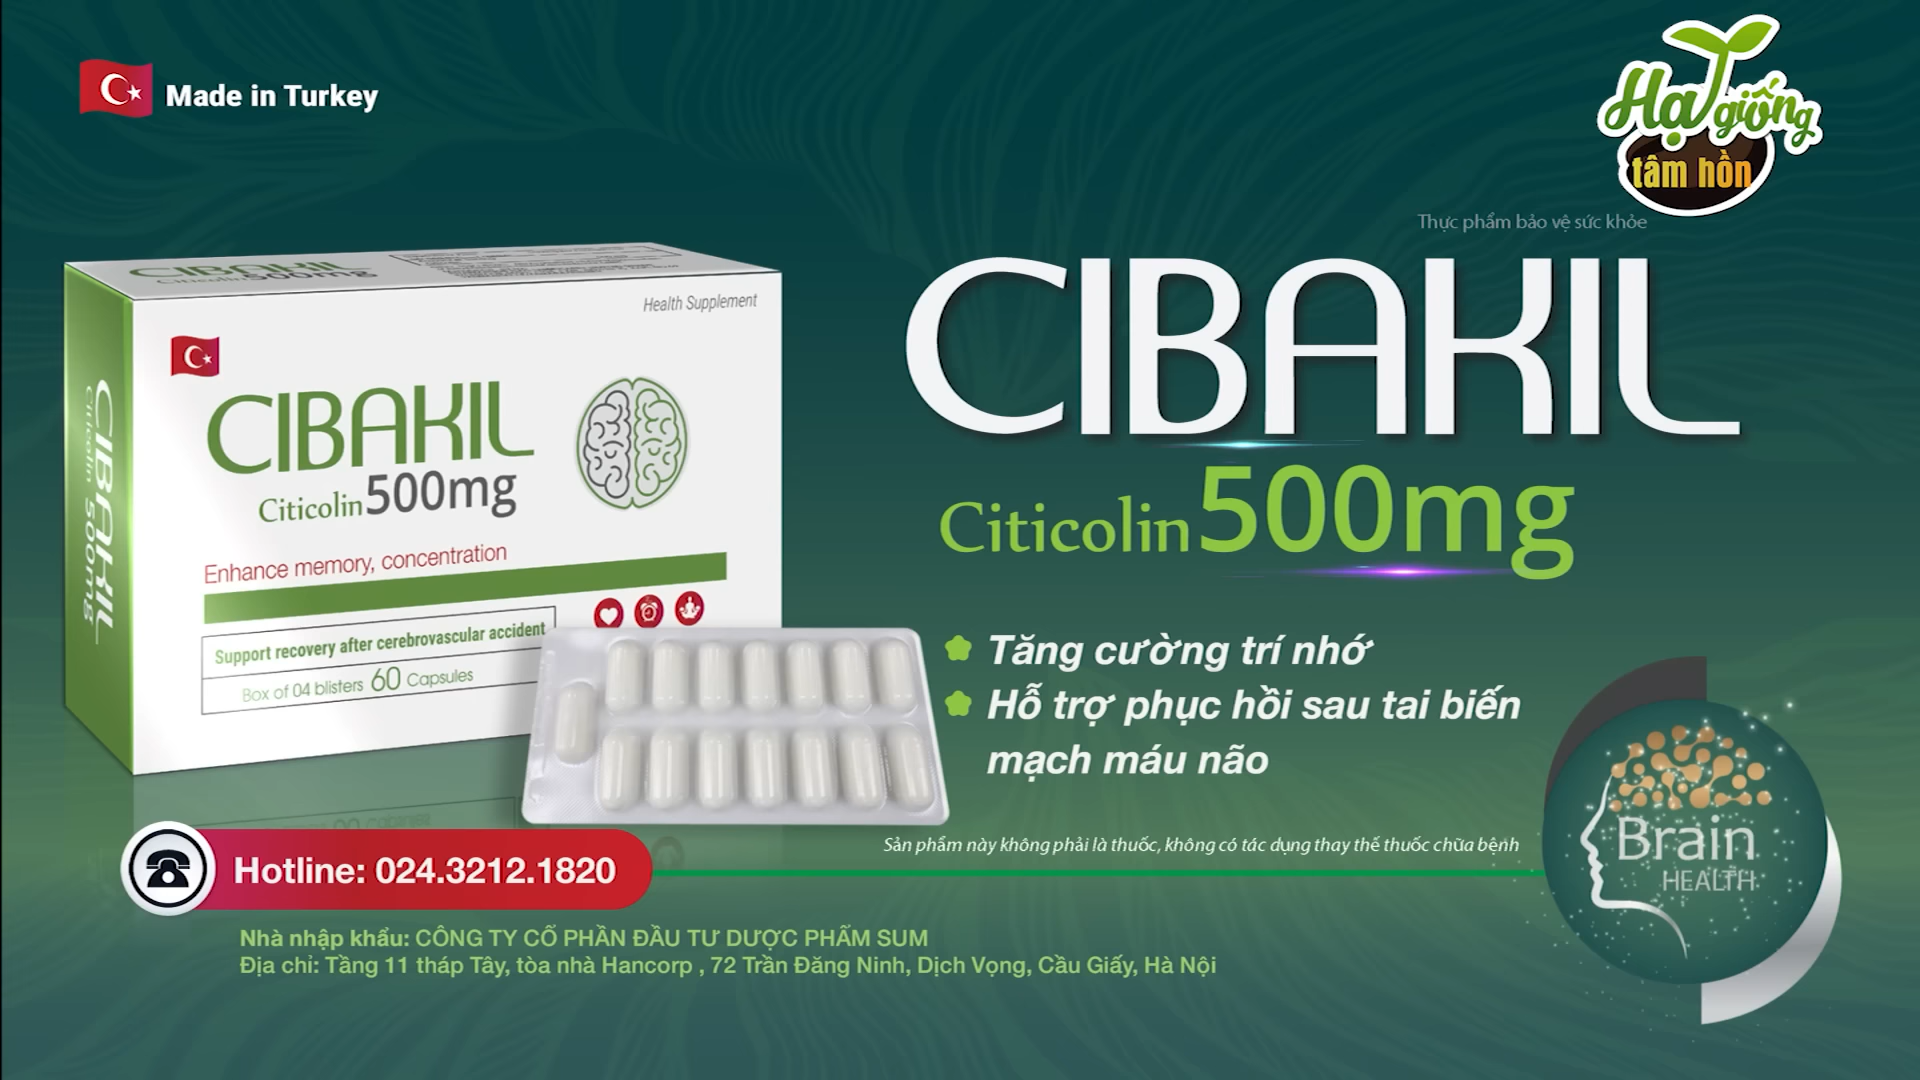 Made in Turkey
Hạt giống
tâm hồn
Thực phẩm bảo vệ sức khỏe
CIBAKIL
Citicolin 500mg
CIBAKIL
Citicolin 500mg
Health Supplement
CIBAKIL
Citicolin 500mg
CIBAKIL
Citicolin 500mg
Enhance memory, concentration
Support recovery after cerebrovascular accident
Box of 04 blisters 60 Capsules
Tăng cường trí nhớ
Hỗ trợ phục hồi sau tai biến
mạch máu não
Sản phẩm này không phải là thuốc, không có tác dụng thay thế thuốc chữa bệnh
Brain
HEALTH
Hotline: 024.3212.1820
Nhà nhập khẩu: CÔNG TY CỔ PHẦN ĐẦU TƯ DƯỢC PHẨM SUM
Địa chỉ: Tầng 11 tháp Tây, tòa nhà Hancorp , 72 Trần Đăng Ninh, Dịch Vọng, Cầu Giấy, Hà Nội